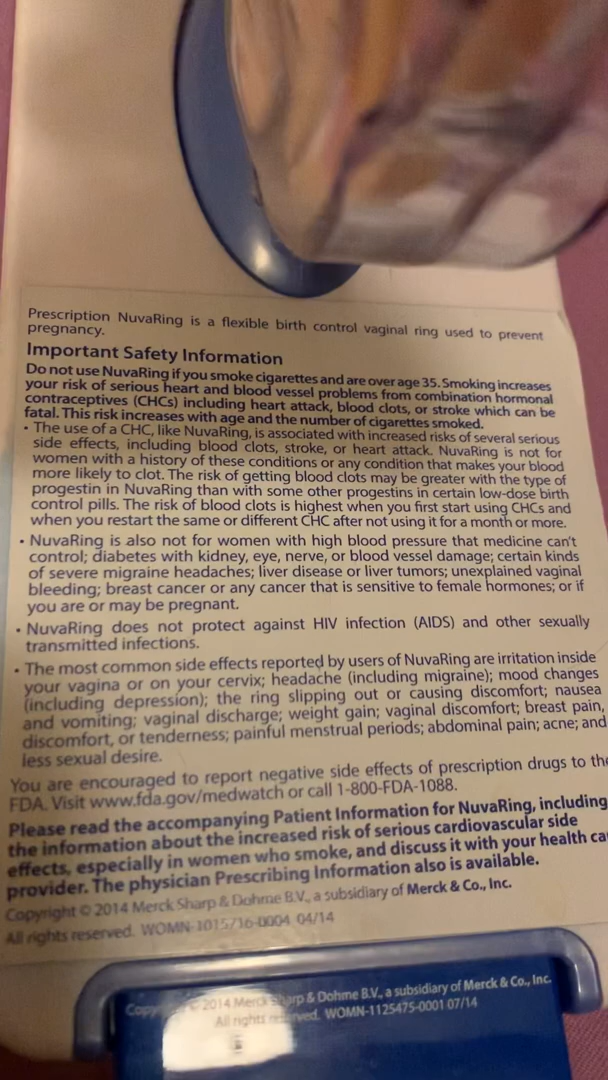 Prescription NuvaRing is a flexible birth control vaginal ring used to prevent
pregnancy.
Important Safety Information
Do not use NuvaRing if you smoke cigarettes and are over age 35. Smoking increases
your risk of serious heart and blood vessel problems from combination hormonal
contraceptives (CHCs) including heart attack, blood clots, or stroke which can be
fatal. This risk increases with age and the number of cigarettes smoked.
• The use of a CHC, like NuvaRing, is associated with increased risks of several serious
side effects, including blood clots, stroke, or heart attack. NuvaRing is not for
women with a history of these conditions or any condition that makes your blood
more likely to clot. The risk of getting blood clots may be greater with the type of
progestin in NuvaRing than with some other progestins in certain low-dose birth
control pills. The risk of blood clots is highest when you first start using CHCs and
when you restart the same or different CHC after not using it for a month or more.
• NuvaRing is also not for women with high blood pressure that medicine can't
control; diabetes with kidney, eye, nerve, or blood vessel damage; certain kinds
of severe migraine headaches; liver disease or liver tumors; unexplained vaginal
bleeding; breast cancer or any cancer that is sensitive to female hormones; or if
you are or may be pregnant.
• NuvaRing does not protect against HIV infection (AIDS) and other sexually
transmitted infections.
• The most common side effects reported by users of NuvaRing are irritation inside
your vagina or on your cervix; headache (including migraine); mood changes
(including depression); the ring slipping out or causing discomfort; nausea
and vomiting; vaginal discharge; weight gain; vaginal discomfort; breast pain,
discomfort, or tenderness; painful menstrual periods; abdominal pain; acne; and
less sexual desire.
You are encouraged to report negative side effects of prescription drugs to the
FDA. Visit www.fda.gov/medwatch or call 1-800-FDA-1088.
Please read the accompanying Patient Information for NuvaRing, including
the information about the increased risk of serious cardiovascular side
effects, especially in women who smoke, and discuss it with your health ca
provider. The physician Prescribing Information also is available.
Copyright © 2014 Merck Sharp & Dohme B.V., a subsidiary of Merck & Co., Inc.
All rights reserved. WOMN-1015716-0004 04/14
Copyright © 2014 Merck Sharp & Dohme B.V., a subsidiary of Merck & Co., Inc.
All rights reserved. WOMN-1125475-0001 07/14